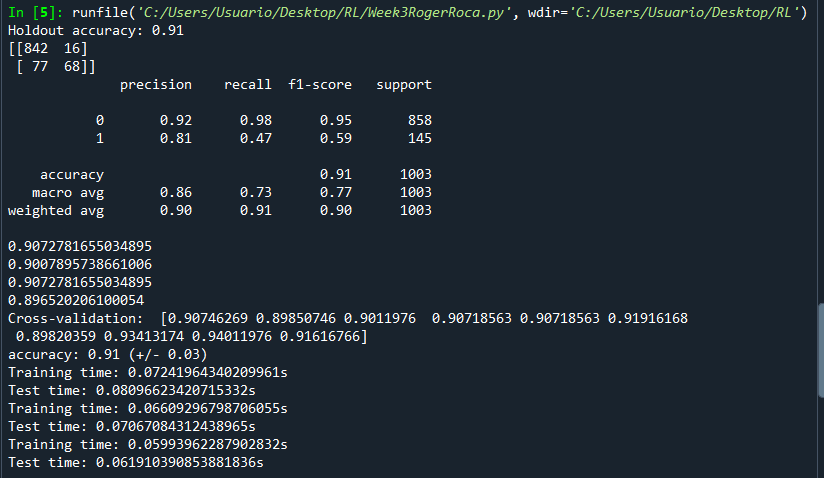 In [5]: runfile('C:/Users/Usuario/Desktop/RL/Week3RogerRoca.py', wdir='C:/Users/Usuario/Desktop/RL')
Holdout accuracy: 0.91
[[842  16]
 [ 77  68]]
              precision    recall  f1-score   support

           0       0.92      0.98      0.95       858
           1       0.81      0.47      0.59       145

    accuracy                           0.91      1003
   macro avg       0.86      0.73      0.77      1003
weighted avg       0.90      0.91      0.90      1003

0.9072781655034895
0.9007895738661006
0.9072781655034895
0.896520206100054
Cross-validation:  [0.90746269 0.89850746 0.9011976  0.90718563 0.90718563 0.91916168
 0.89820359 0.93413174 0.94011976 0.91616766]
accuracy: 0.91 (+/- 0.03)
Training time: 0.07241964340209961s
Test time: 0.08096623420715332s
Training time: 0.06609296798706055s
Test time: 0.07067084312438965s
Training time: 0.05993962287902832s
Test time: 0.061910390853881836s